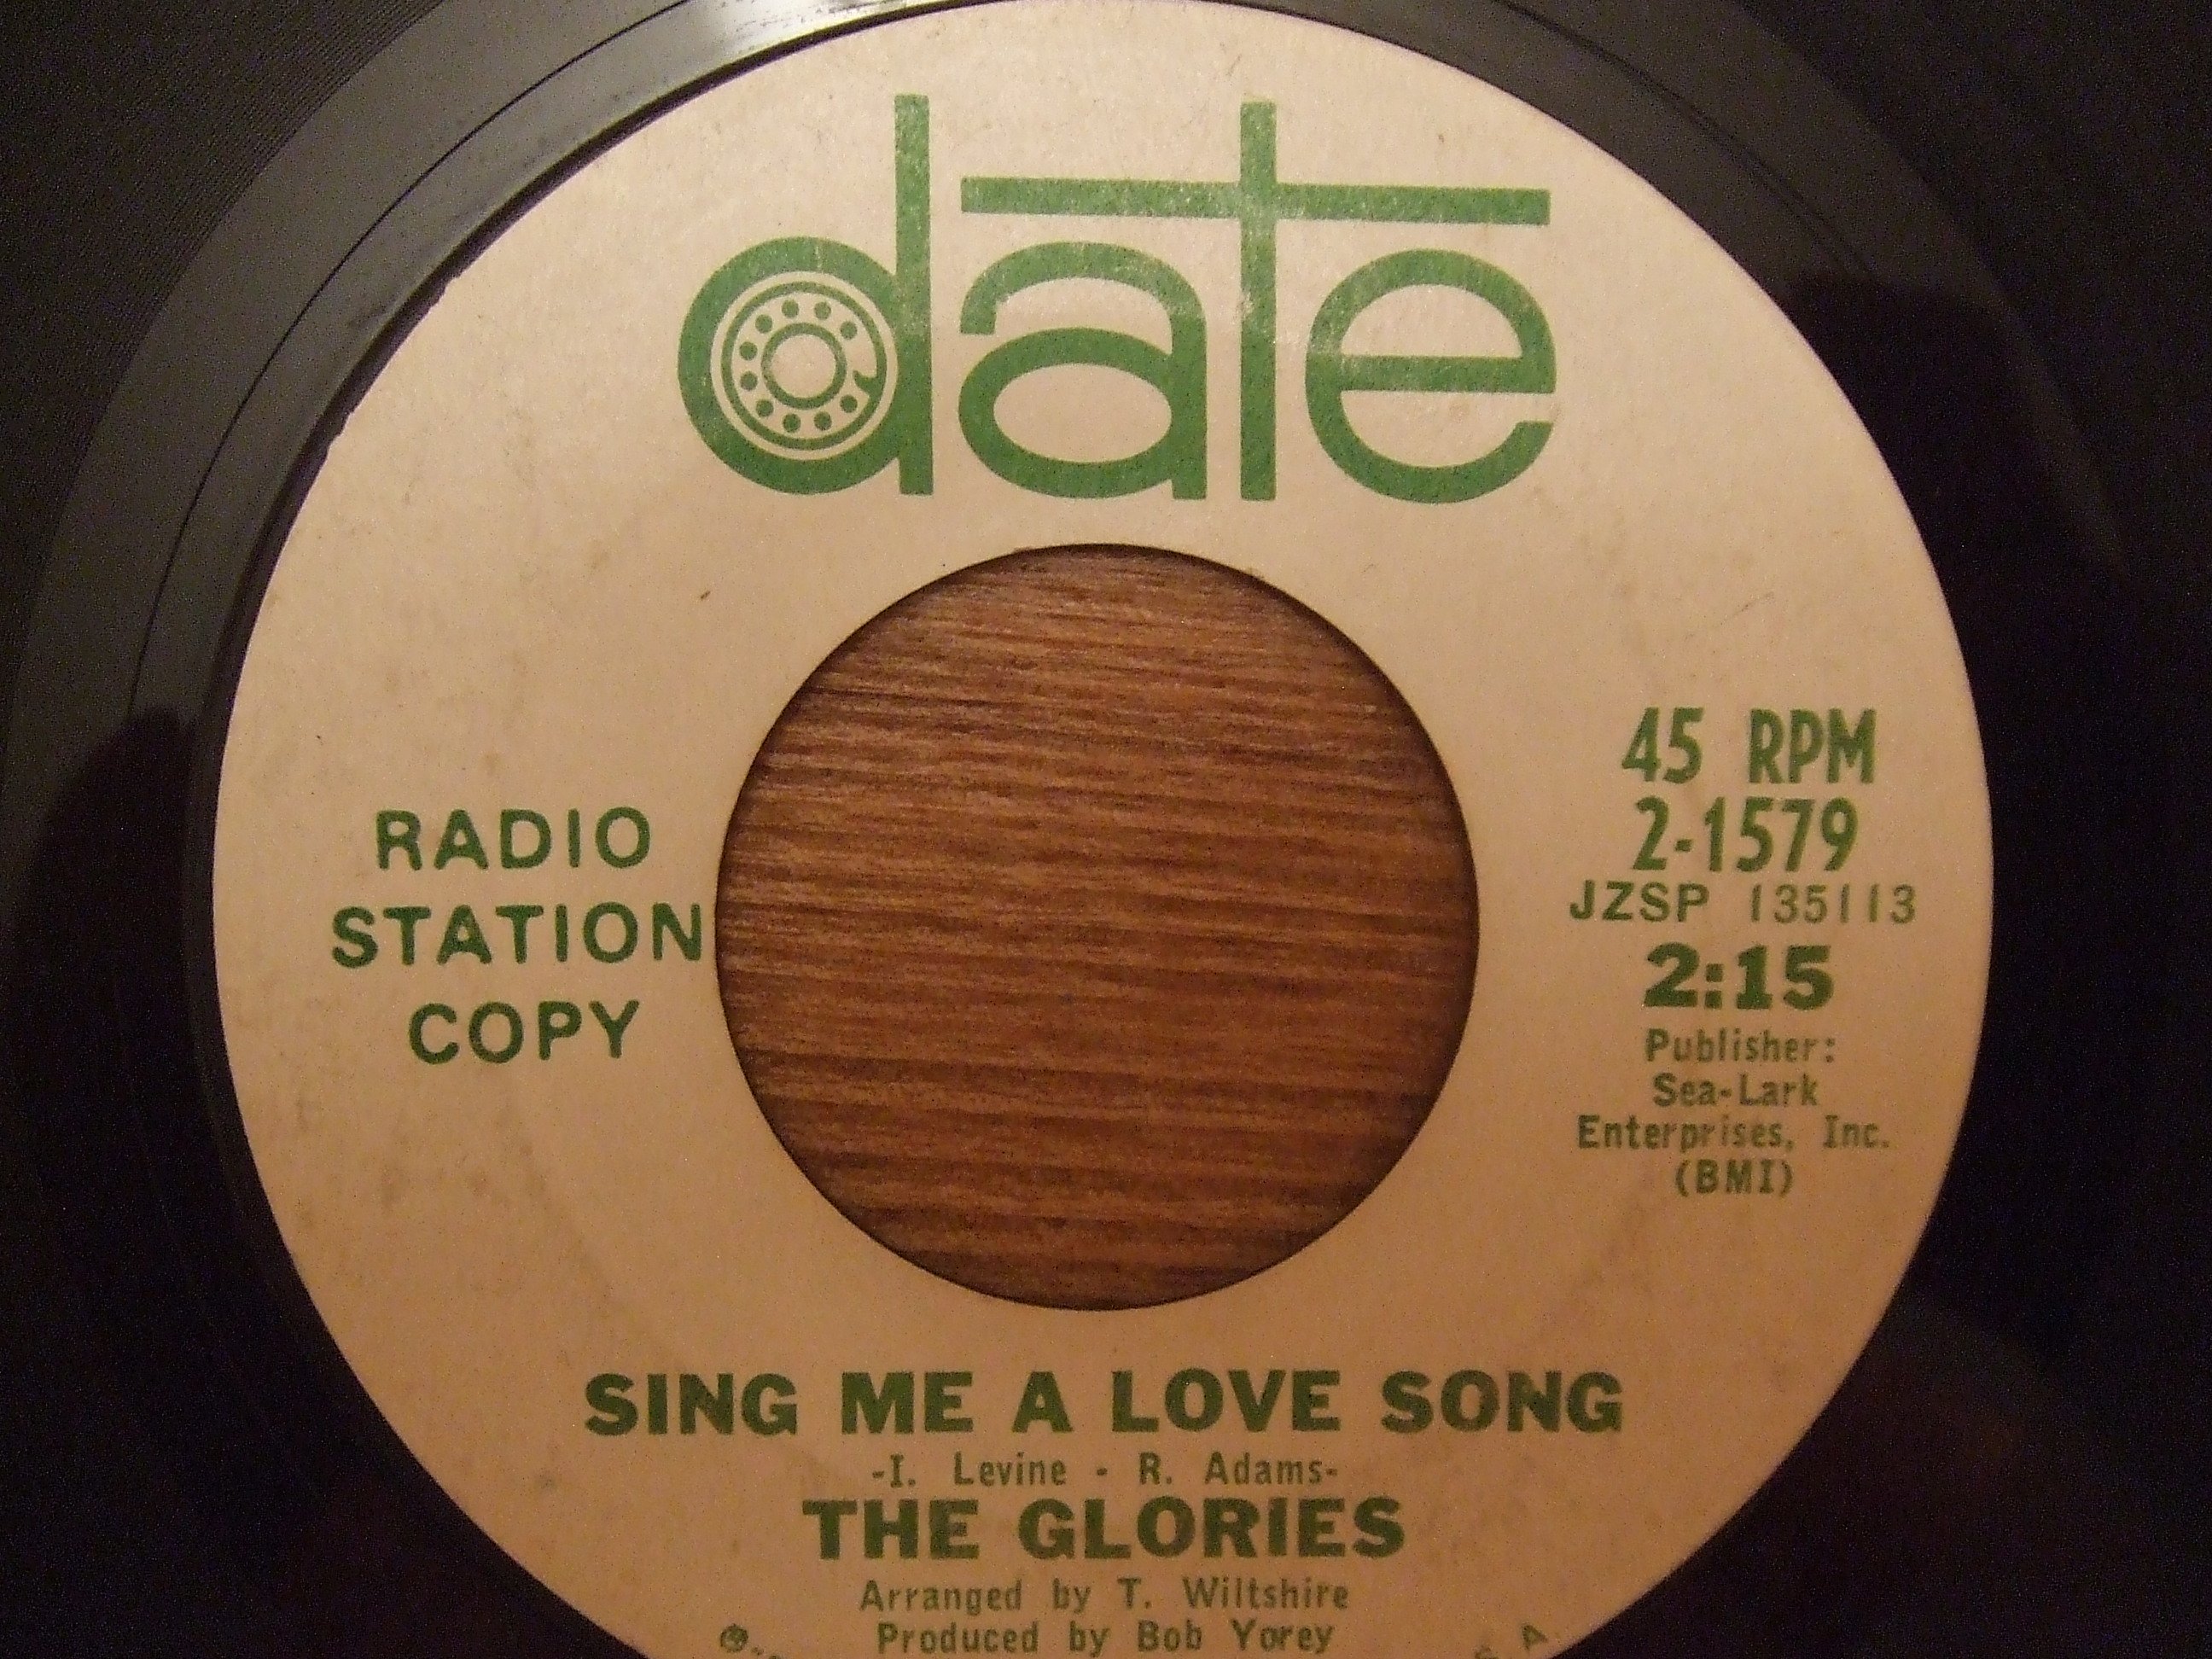 date
RADIO
STATION
COPY
45 RPM
2-1579
JZSP 135113
2:15
Publisher:
Sea-Lark
Enterprises, Inc.
(BMI)
SING ME A LOVE SONG
-I. Levine - R. Adams-
THE GLORIES
Arranged by T. Wiltshire
Produced by Bob Yorey